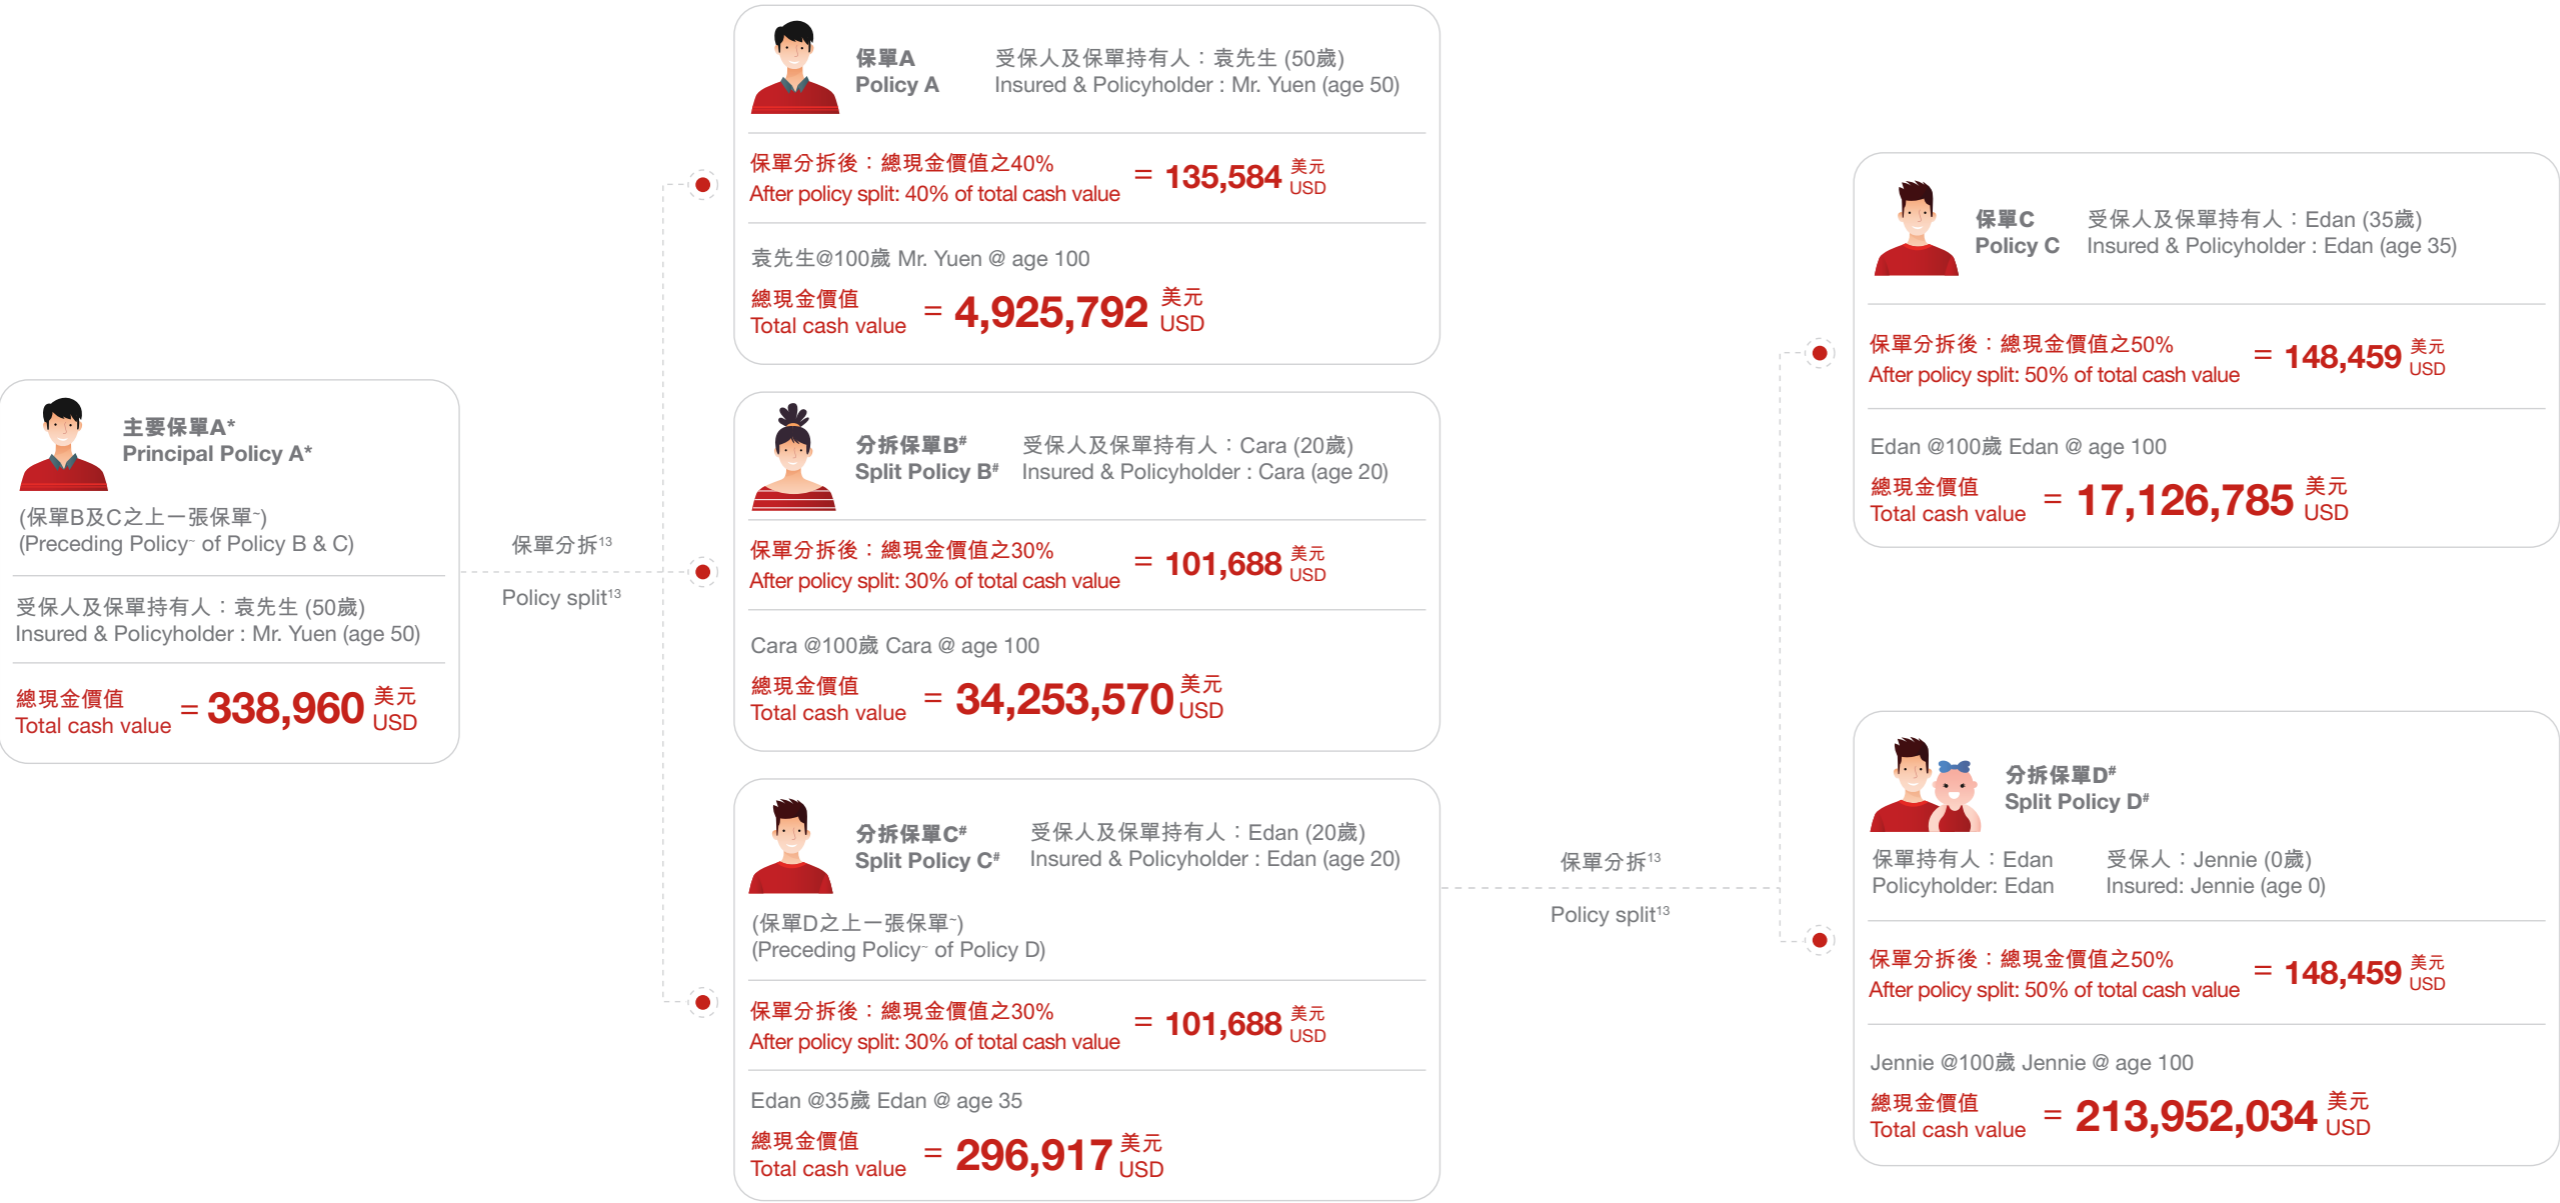 主要保單A*
Principal Policy A*
(保單B及C之上一張保單~)
(Preceding Policy~ of Policy B & C)
受保人及保單持有人：袁先生 (50歲)
Insured & Policyholder : Mr. Yuen (age 50)
總現金價值
Total cash value
= 338,960 美元
USD
保單分拆13
Policy split13
保單A
Policy A
受保人及保單持有人：袁先生 (50歲)
Insured & Policyholder : Mr. Yuen (age 50)
保單分拆後：總現金價值之40%
After policy split: 40% of total cash value
= 135,584 美元
USD
袁先生@100歲 Mr. Yuen @ age 100
總現金價值
Total cash value
= 4,925,792 美元
USD
分拆保單B#
Split Policy B#
受保人及保單持有人：Cara (20歲)
Insured & Policyholder : Cara (age 20)
保單分拆後：總現金價值之30%
After policy split: 30% of total cash value
= 101,688 美元
USD
Cara @100歲 Cara @ age 100
總現金價值
Total cash value
= 34,253,570 美元
USD
分拆保單C#
Split Policy C#
受保人及保單持有人：Edan (20歲)
Insured & Policyholder : Edan (age 20)
(保單D之上一張保單~)
(Preceding Policy~ of Policy D)
保單分拆後：總現金價值之30%
After policy split: 30% of total cash value
= 101,688 美元
USD
Edan @35歲 Edan @ age 35
總現金價值
Total cash value
= 296,917 美元
USD
保單分拆13
Policy split13
保單C
Policy C
受保人及保單持有人：Edan (35歲)
Insured & Policyholder : Edan (age 35)
保單分拆後：總現金價值之50%
After policy split: 50% of total cash value
= 148,459 美元
USD
Edan @100歲 Edan @ age 100
總現金價值
Total cash value
= 17,126,785 美元
USD
分拆保單D#
Split Policy D#
保單持有人：Edan
Policyholder: Edan
受保人：Jennie (0歲)
Insured: Jennie (age 0)
保單分拆後：總現金價值之50%
After policy split: 50% of total cash value
= 148,459 美元
USD
Jennie @100歲 Jennie @ age 100
總現金價值
Total cash value
= 213,952,034 美元
USD